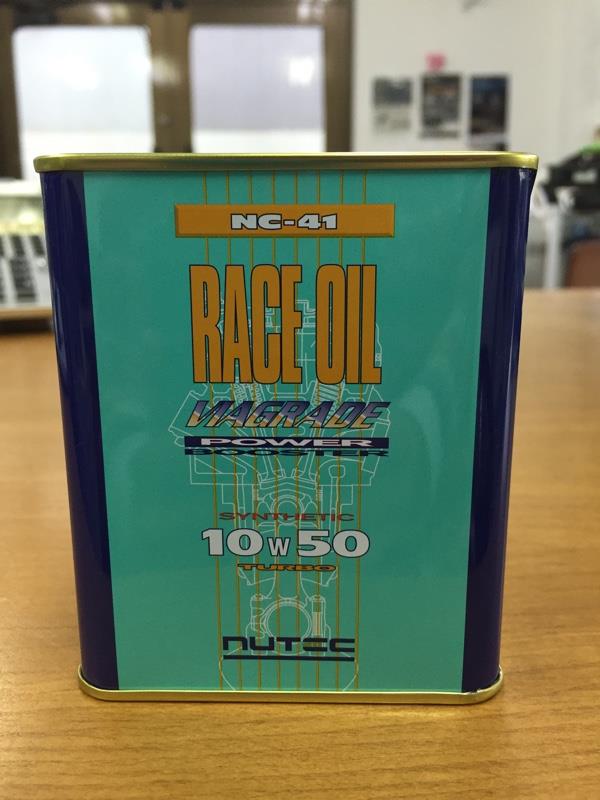 NC-41
RACE OIL
VIAGRADE
POWER
BOOSTER
SYNTHETIC
10W50
TURBO
NUTEC